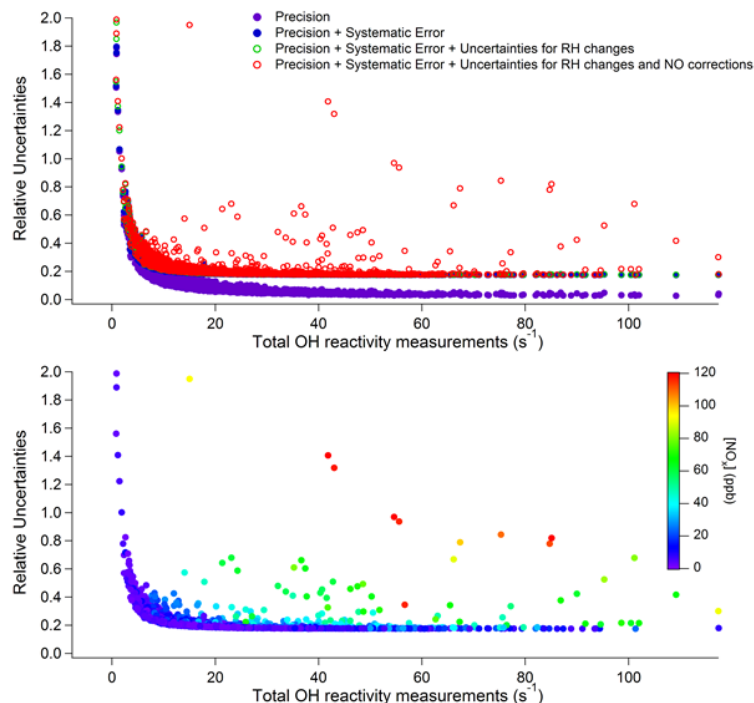 Precision
Precision + Systematic Error
Precision + Systematic Error + Uncertainties for RH changes
Precision + Systematic Error + Uncertainties for RH changes and NO corrections
2.0
1.8
1.6
1.4
1.2
1.0
0.8
0.6
0.4
0.2
0.0
Relative Uncertainties
0 20 40 60 80 100
Total OH reactivity measurements (s⁻¹)
2.0
1.8
1.6
1.4
1.2
1.0
0.8
0.6
0.4
0.2
0.0
Relative Uncertainties
120
100
80
60
40
20
0
[NOₓ] (ppb)
0 20 40 60 80 100
Total OH reactivity measurements (s⁻¹)